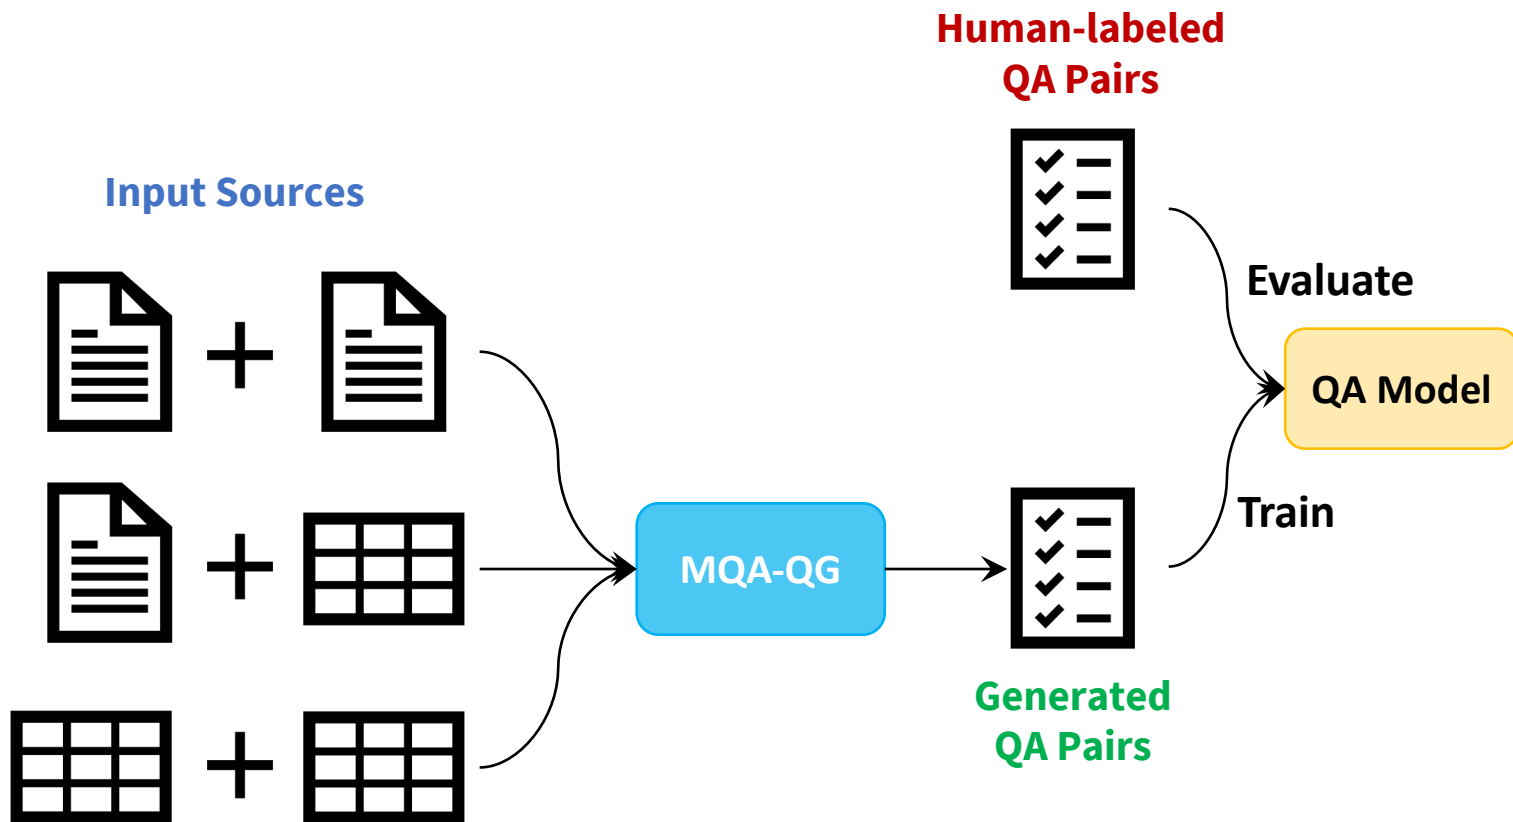 Human-labeled
QA Pairs
Input Sources
Evaluate
QA Model
MQA-QG
Train
Generated
QA Pairs